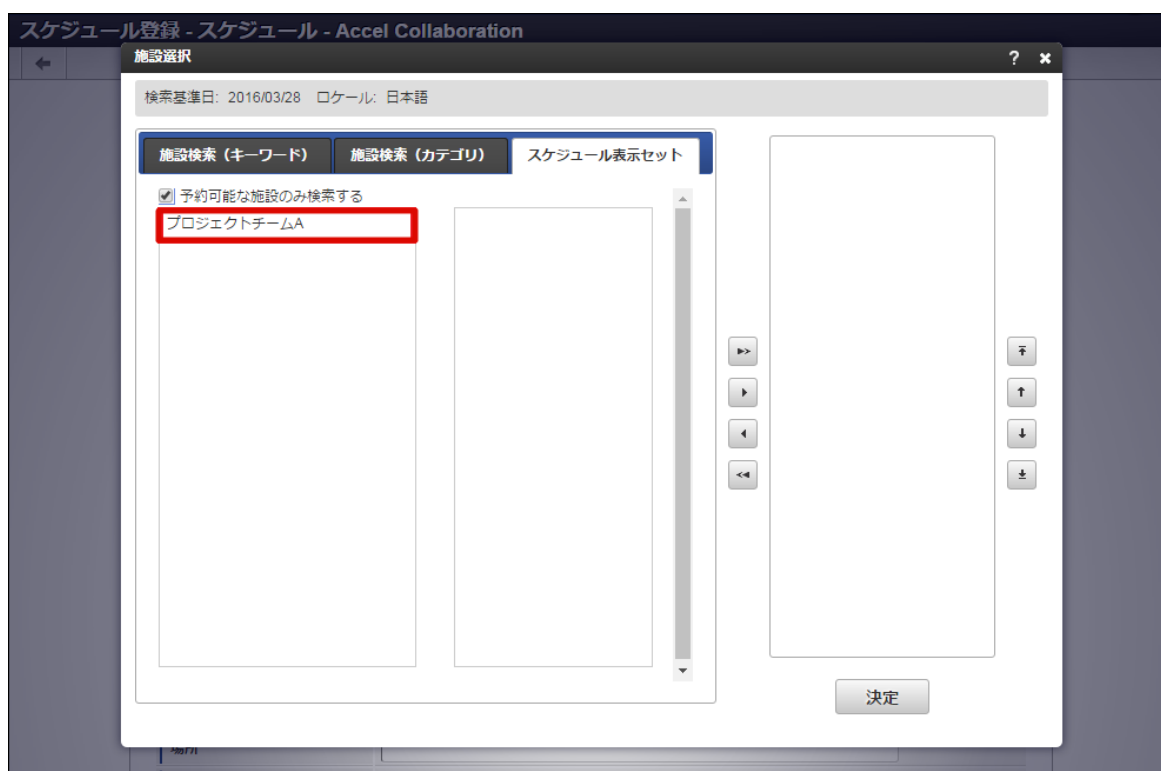 スケジュール登録 - スケジュール - Accel Collaboration
施設選択
検索基準日: 2016/03/28 ロケール: 日本語
施設検索（キーワード） 施設検索（カテゴリ） スケジュール表示セット
予約可能な施設のみ検索する
プロジェクトチームA
決定
場所